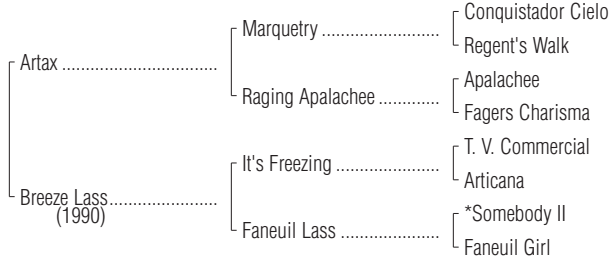 Conquistador Cielo
Marquetry ........................
Regent's Walk
Artax ................................
Apalachee
Raging Apalachee .............
Fagers Charisma
T. V. Commercial
It's Freezing ......................
Articana
Breeze Lass......................
(1990)
*Somebody II
Faneuil Lass ....................
Faneuil Girl